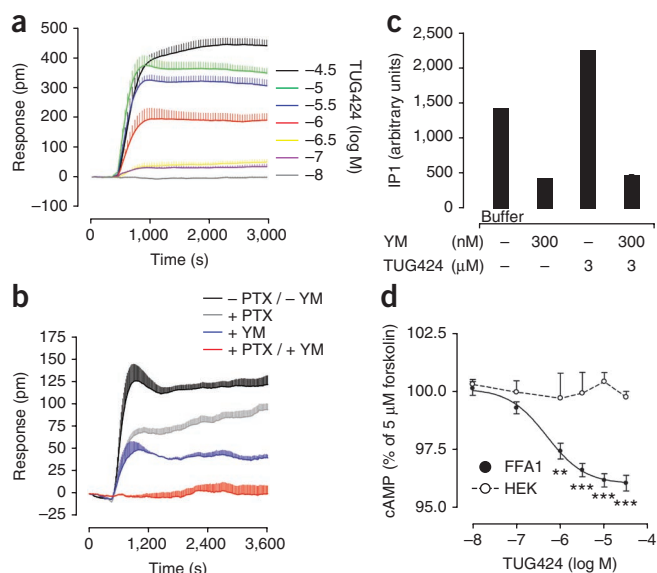 a
Response (pm)
500
400
300
200
100
0
−100
0
1,000
2,000
3,000
Time (s)
−4.5
−5
−5.5
−6
−6.5
−7
−8
TUG424 (log M)
c
IP1 (arbitrary units)
2,500
2,000
1,500
1,000
500
0
Buffer
YM (nM) – 300 – 300
TUG424 (μM) – – 3 3
b
− PTX / − YM
+ PTX
+ YM
+ PTX / + YM
Response (pm)
175
150
125
100
75
50
25
0
−25
0
1,200
2,400
3,600
Time (s)
d
cAMP (% of 5 μM forskolin)
102.5
100.0
97.5
95.0
FFA1
HEK
**
***
***
***
−8
−7
−6
−5
−4
TUG424 (log M)